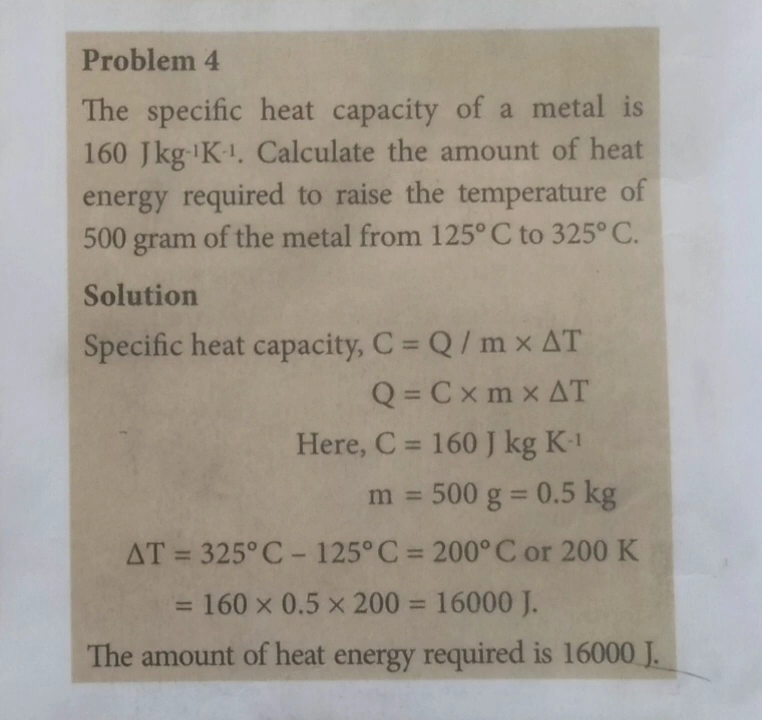 Problem 4
The specific heat capacity of a metal is
160 Jkg⁻¹K⁻¹. Calculate the amount of heat
energy required to raise the temperature of
500 gram of the metal from 125° C to 325° C.
Solution
Specific heat capacity, C = Q / m × ΔT
Q = C × m × ΔT
Here, C = 160 J kg K⁻¹
m = 500 g = 0.5 kg
ΔT = 325° C – 125° C = 200° C or 200 K
= 160 × 0.5 × 200 = 16000 J.
The amount of heat energy required is 16000 J.